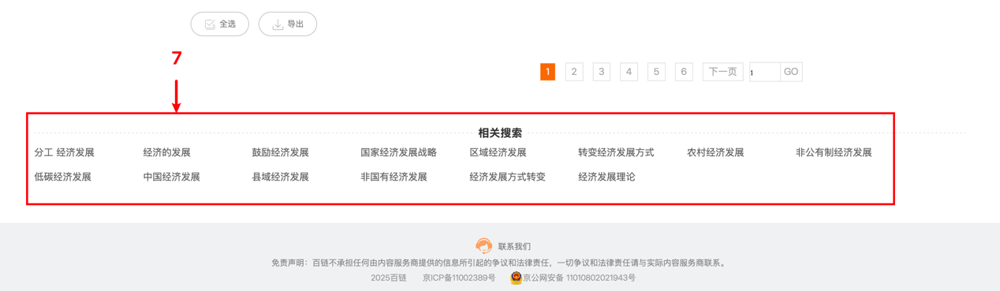 全选 导出
7
1 2 3 4 5 6 下一页 1 GO
相关搜索
分工 经济发展 经济的发展 鼓励经济发展 国家经济发展战略 区域经济发展 转变经济发展方式 农村经济发展 非公有制经济发展
低碳经济发展 中国经济发展 县域经济发展 非国有经济发展 经济发展方式转变 经济发展理论
联系我们
免责声明：百链不承担任何由内容服务商提供的信息所引起的争议和法律责任，一切争议和法律责任请与实际内容服务商联系。
2025百链 京ICP备11002389号 京公网安备 11010802021943号